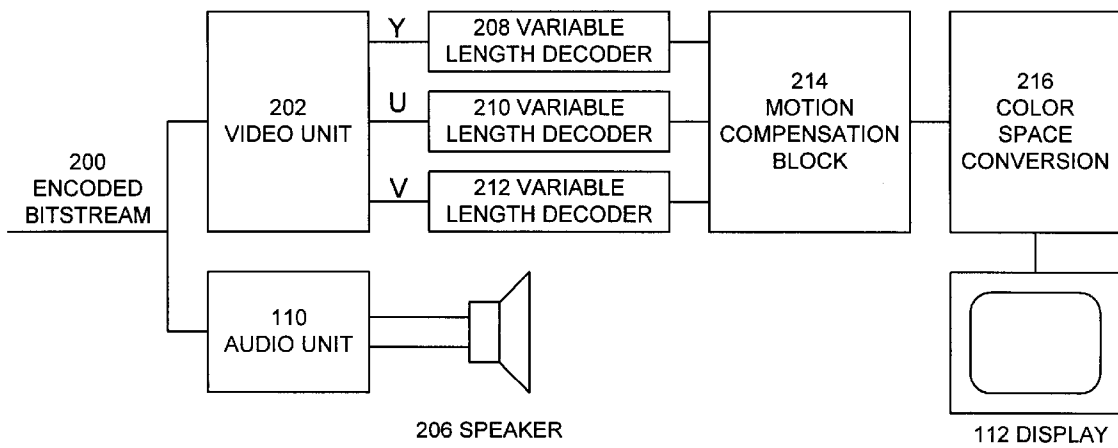 200
ENCODED
BITSTREAM
202
VIDEO UNIT
Y
U
V
208 VARIABLE
LENGTH DECODER
210 VARIABLE
LENGTH DECODER
212 VARIABLE
LENGTH DECODER
214
MOTION
COMPENSATION
BLOCK
216
COLOR
SPACE
CONVERSION
110
AUDIO UNIT
206 SPEAKER
112 DISPLAY